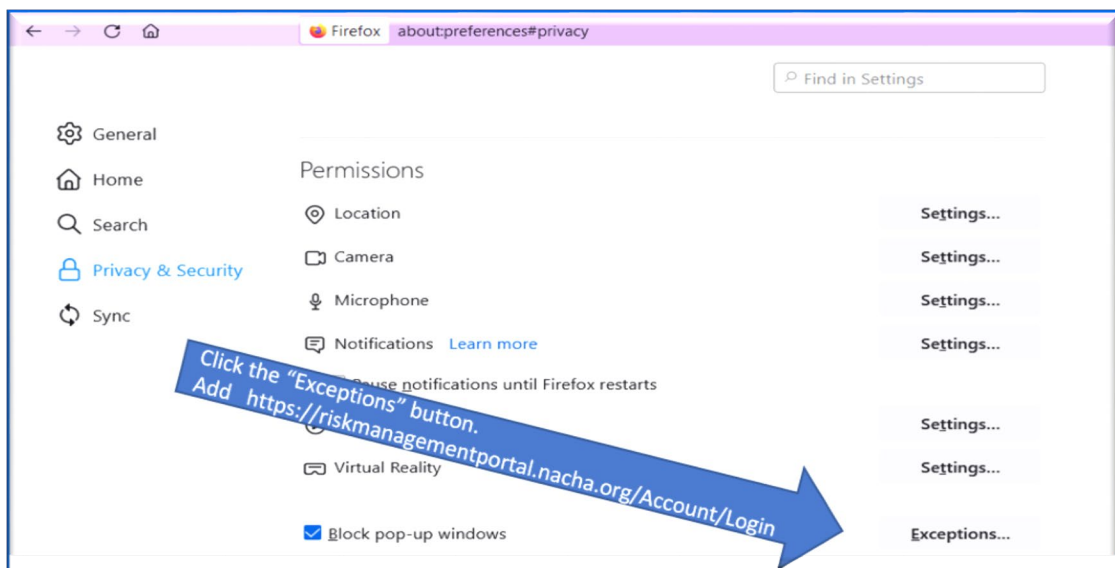 Firefox about:preferences#privacy
Find in Settings
General
Home
Search
Privacy & Security
Sync
Permissions
Location Settings...
Camera Settings...
Microphone Settings...
Notifications Learn more Settings...
notifications until Firefox restarts
Settings...
Virtual Reality Settings...
Block pop-up windows Exceptions...
Click the “Exceptions” button.
Add https://riskmanagementportal.nacha.org/Account/Login